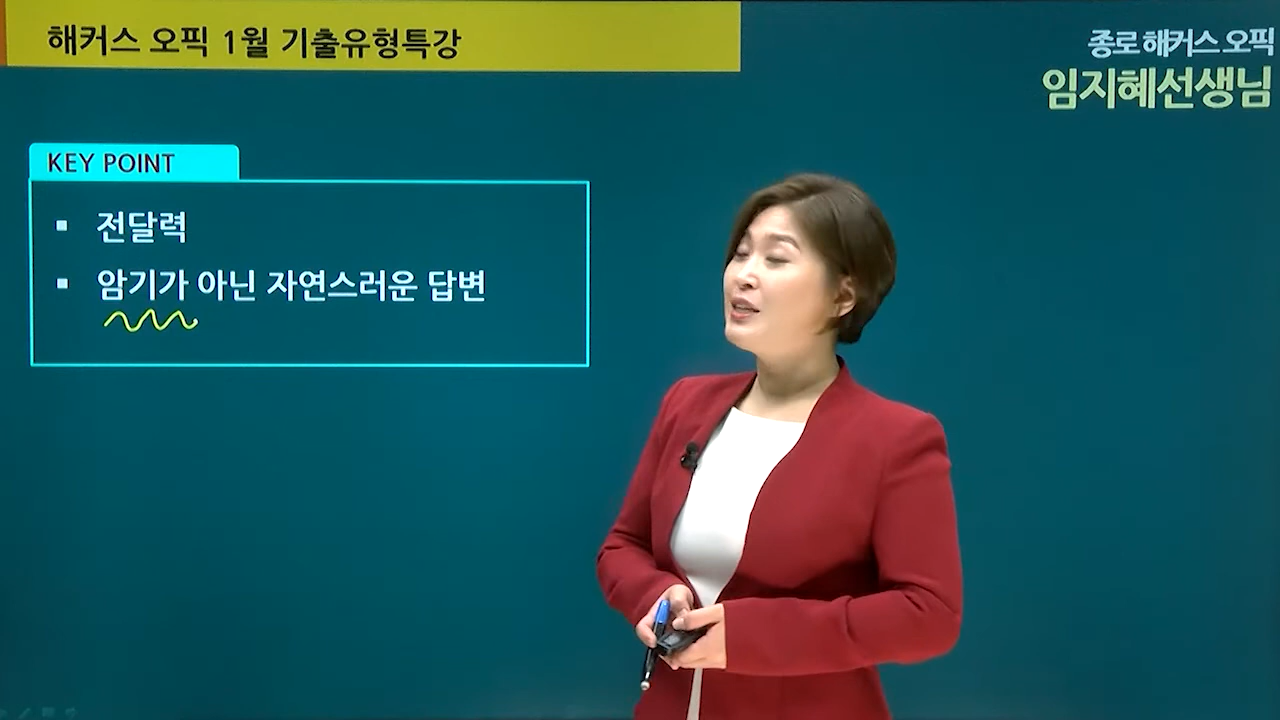 해커스 오픽 1월 기출유형특강
종로해커스 오픽
임지혜선생님
KEY POINT
전달력
암기가 아닌 자연스러운 답변